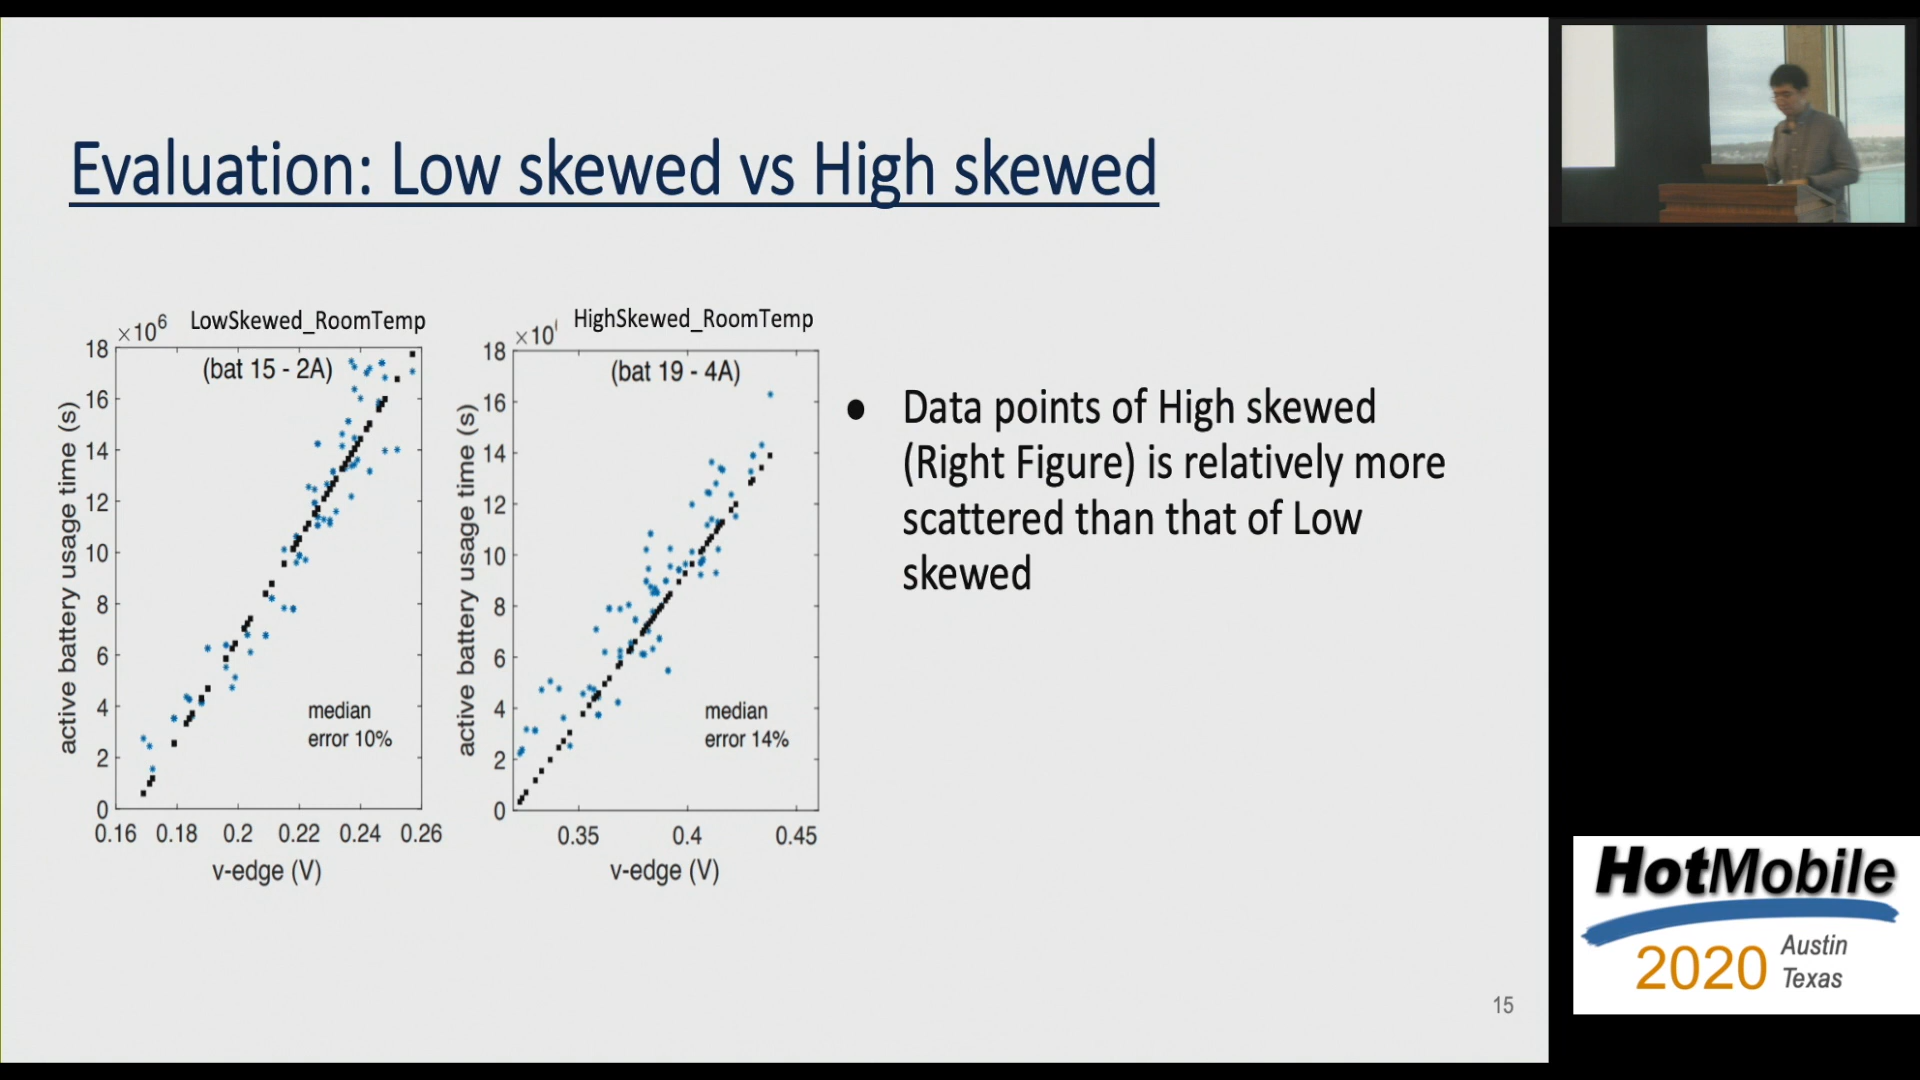 Evaluation: Low skewed vs High skewed
×10⁶ LowSkewed_RoomTemp
(bat 15 - 2A)
active battery usage time (s)
18
16
14
12
10
8
6
4
2
0
median
error 10%
0.16 0.18 0.2 0.22 0.24 0.26
v-edge (V)
×10 HighSkewed_RoomTemp
(bat 19 - 4A)
active battery usage time (s)
18
16
14
12
10
8
6
4
2
0
median
error 14%
0.35 0.4 0.45
v-edge (V)
● Data points of High skewed
(Right Figure) is relatively more
scattered than that of Low
skewed
15
HotMobile
2020 Austin
Texas